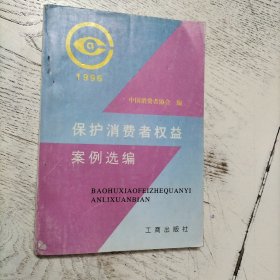 1996
中国消费者协会 编
保护消费者权益
案例选编
BAOHUXIAOFEIZHEQUANYI
ANLIXUANBIAN
工商出版社